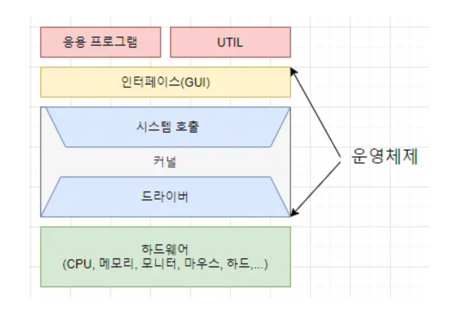 응용 프로그램
UTIL
인터페이스(GUI)
시스템 호출
커널
운영체제
드라이버
하드웨어
(CPU, 메모리, 모니터, 마우스, 하드,...)